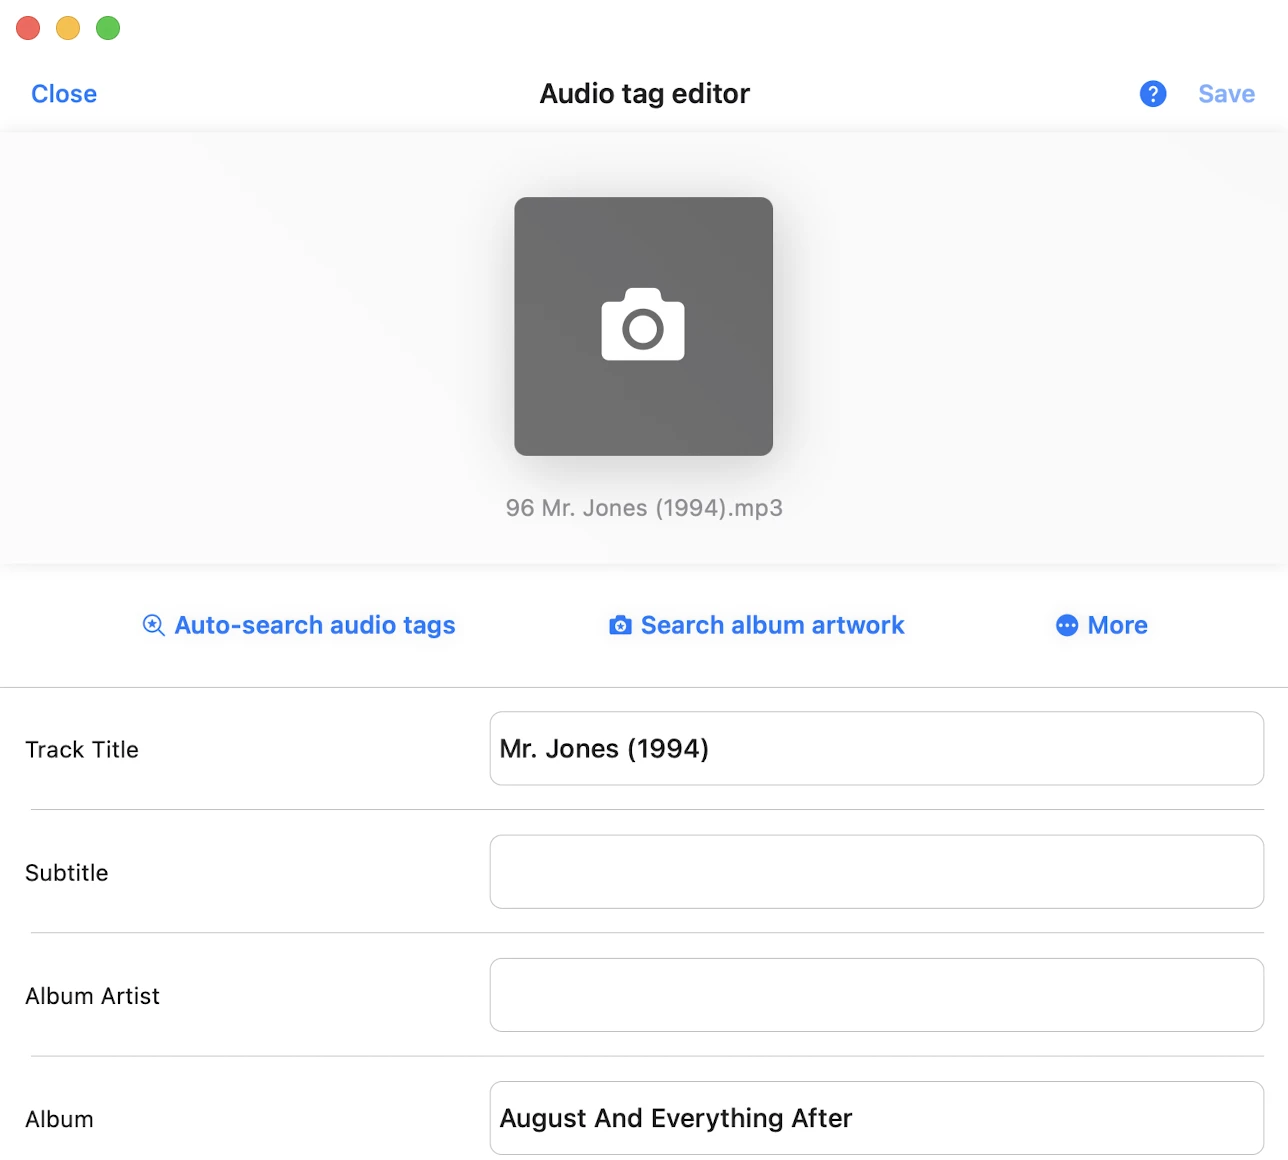 Close
Audio tag editor
?
Save
96 Mr. Jones (1994).mp3
Auto-search audio tags
Search album artwork
More
Track Title
Mr. Jones (1994)
Subtitle
Album Artist
Album
August And Everything After